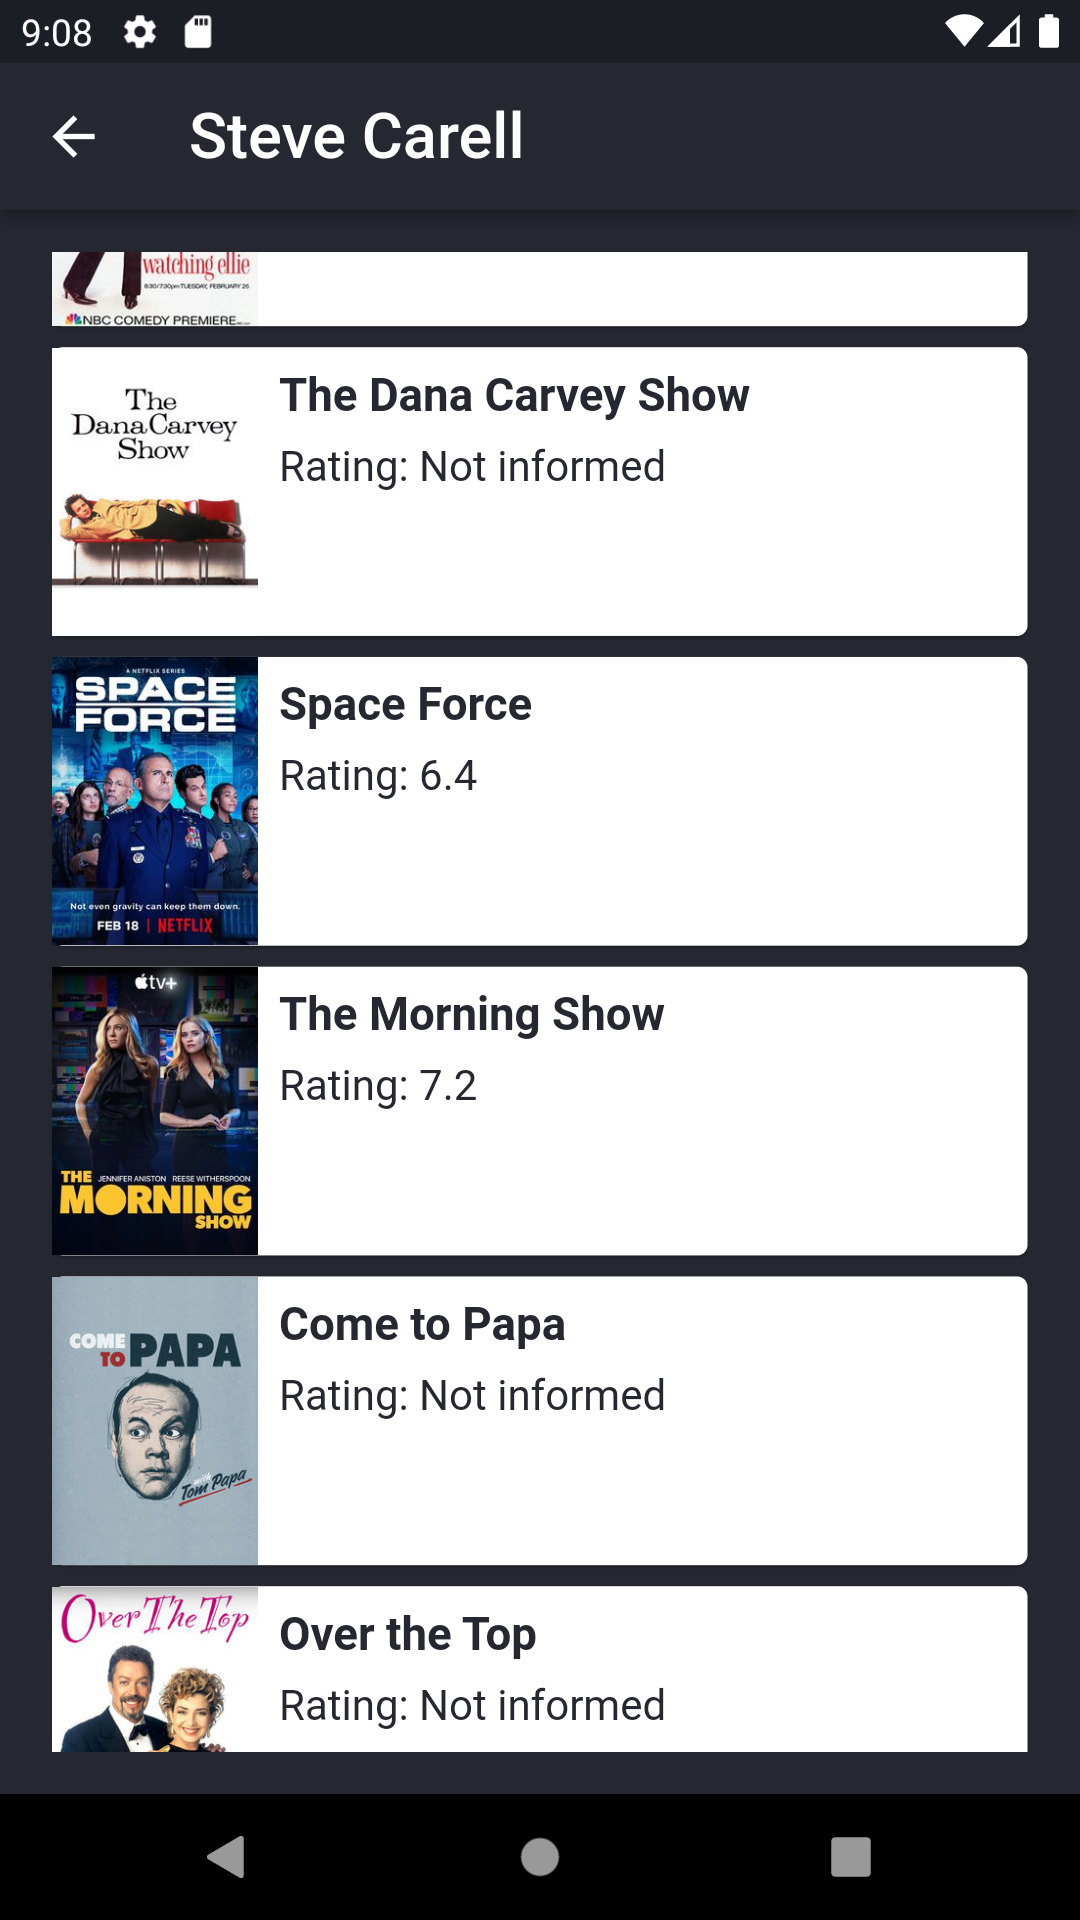 9:08
Steve Carell
watching ellie
8:30/7:30pm TUESDAY, FEBRUARY 26
NBC COMEDY PREMIERE
The
Dana Carvey
Show
The Dana Carvey Show
Rating: Not informed
A NETFLIX SERIES
SPACE
FORCE
Not even gravity can keep them down.
FEB 18 | NETFLIX
Space Force
Rating: 6.4
tv+
THE JENNIFER ANISTON REESE WITHERSPOON
MORNING
SHOW
The Morning Show
Rating: 7.2
COME
TO PAPA
with
Tom Papa
Come to Papa
Rating: Not informed
Over The Top
Over the Top
Rating: Not informed